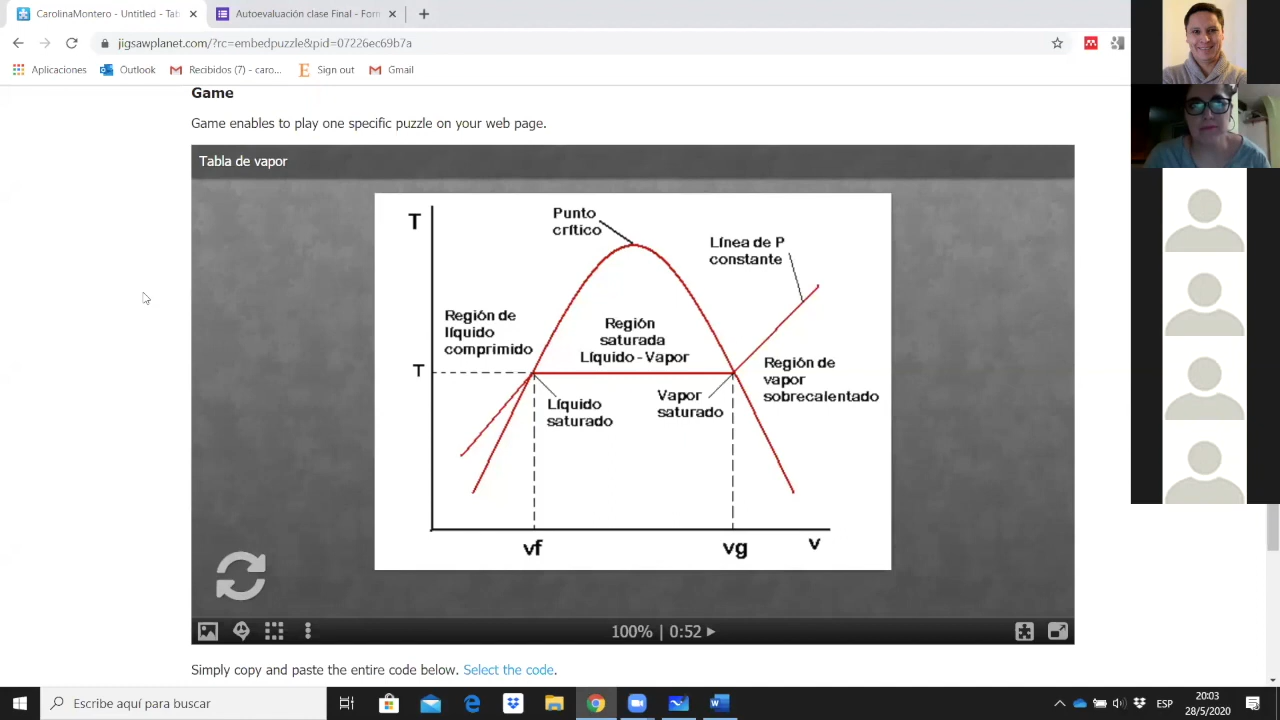 CarolinaMontero - Untitled - Tat
Autoevaluación clase Final - Forn
jigsawplanet.com/?rc=embedpuzzle&pid=07226ec69b7a
Aplicaciones
Outlook
Recibidos (7) - caro...
Sign out
Gmail
Game
Game enables to play one specific puzzle on your web page.
Tabla de vapor
T
Punto
crítico
Línea de P
constante
Región de
líquido
comprimido
Región
saturada
Líquido - Vapor
T
Región de
vapor
sobrecalentado
Líquido
saturado
Vapor
saturado
vf
vg
v
100% | 0:52
Simply copy and paste the entire code below. Select the code.
Escribe aquí para buscar
ESP
20:03
28/5/2020